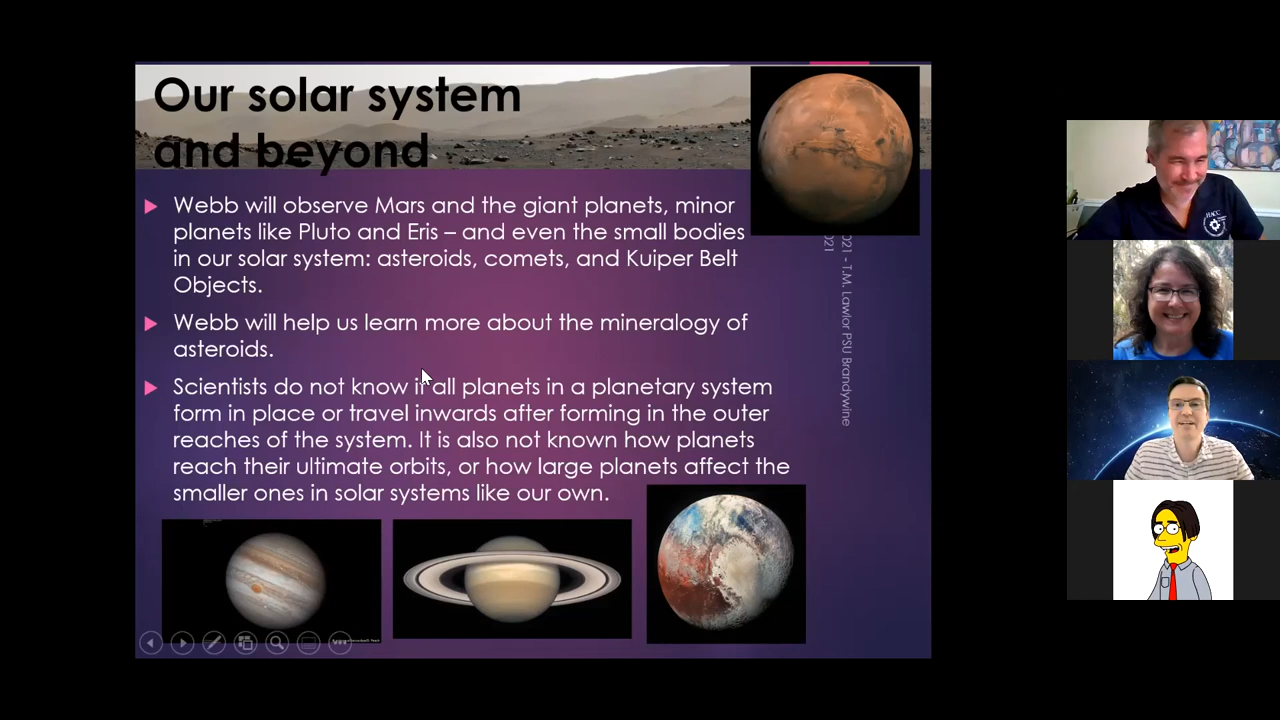 Our solar system
and beyond
Webb will observe Mars and the giant planets, minor
planets like Pluto and Eris – and even the small bodies
in our solar system: asteroids, comets, and Kuiper Belt
Objects.
Webb will help us learn more about the mineralogy of
asteroids.
Scientists do not know if all planets in a planetary system
form in place or travel inwards after forming in the outer
reaches of the system. It is also not known how planets
reach their ultimate orbits, or how large planets affect the
smaller ones in solar systems like our own.
021 - T.M. Lawlor PSU Brandywine
021
HACC